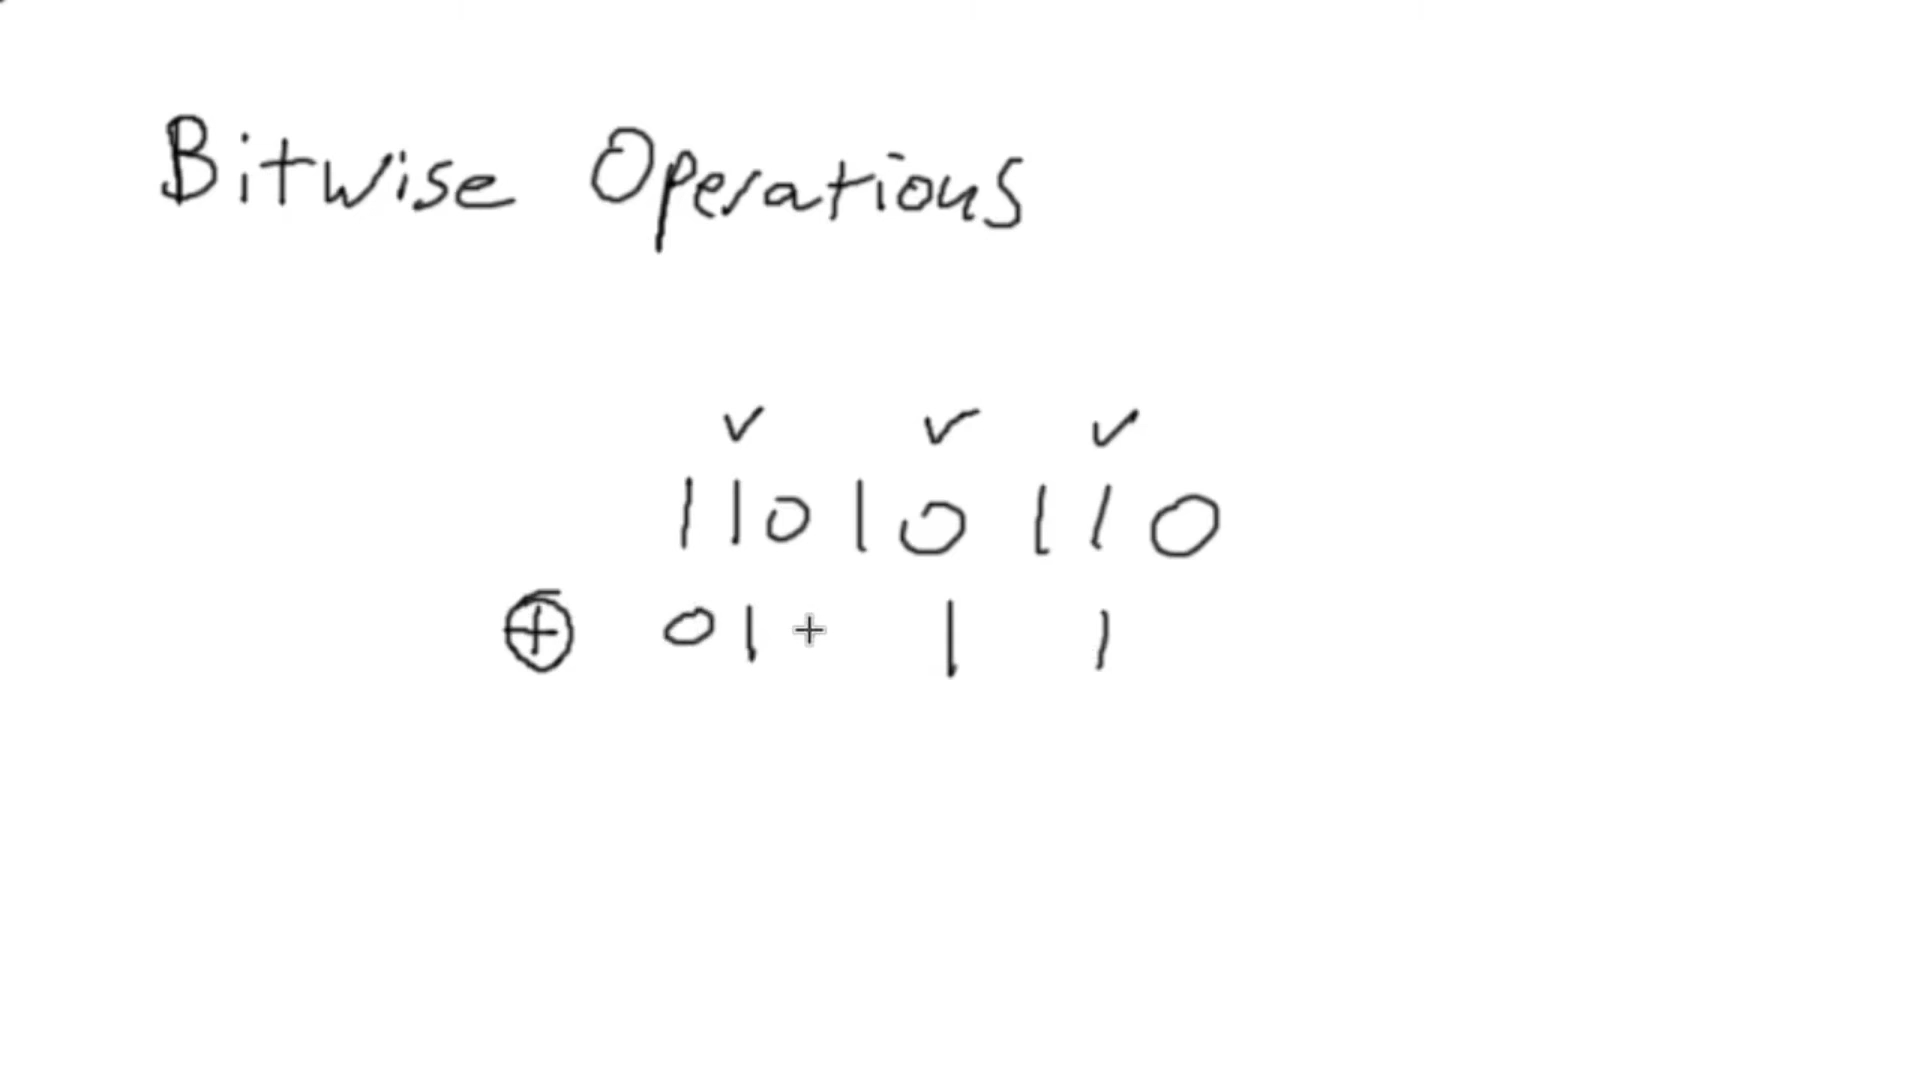 Bitwise Operations
✓ ✓ ✓
11010110
⊕ 01 1 1